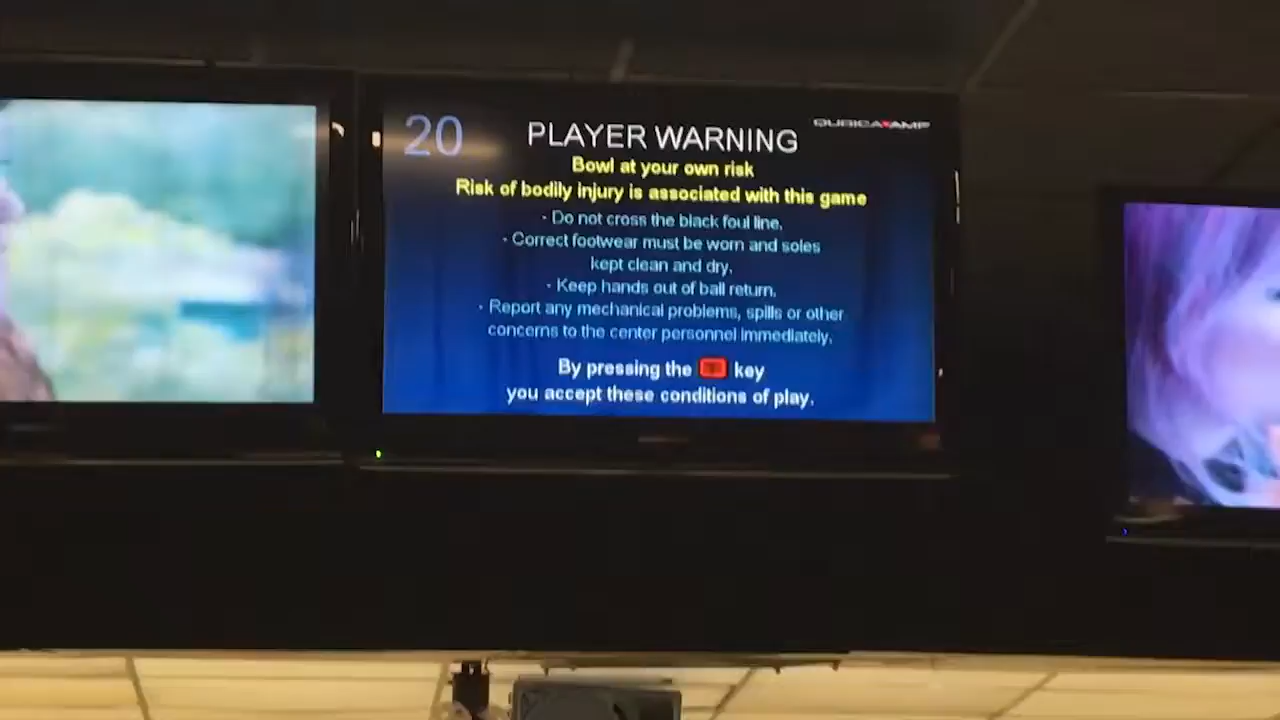 20
PLAYER WARNING
QUBICAAMF
Bowl at your own risk
Risk of bodily injury is associated with this game
- Do not cross the black foul line.
- Correct footwear must be worn and soles
kept clean and dry.
- Keep hands out of ball return.
- Report any mechanical problems, spills or other
concerns to the center personnel immediately.
By pressing the key
you accept these conditions of play.